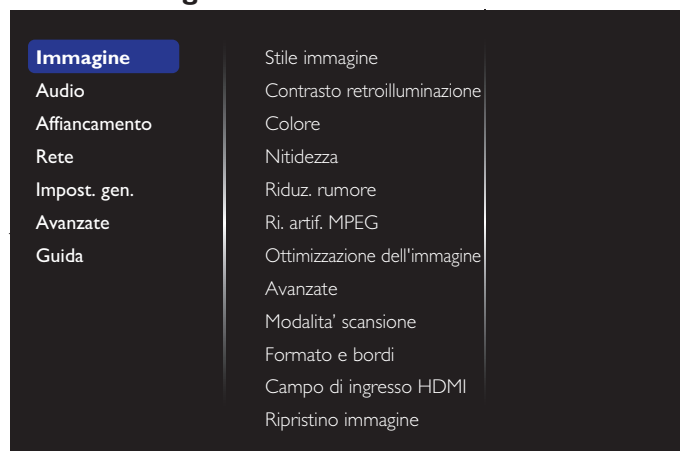 Immagine
Audio
Affiancamento
Rete
Impost. gen.
Avanzate
Guida
Stile immagine
Contrasto retroilluminazione
Colore
Nitidezza
Riduz. rumore
Ri. artif. MPEG
Ottimizzazione dell'immagine
Avanzate
Modalita’ scansione
Formato e bordi
Campo di ingresso HDMI
Ripristino immagine